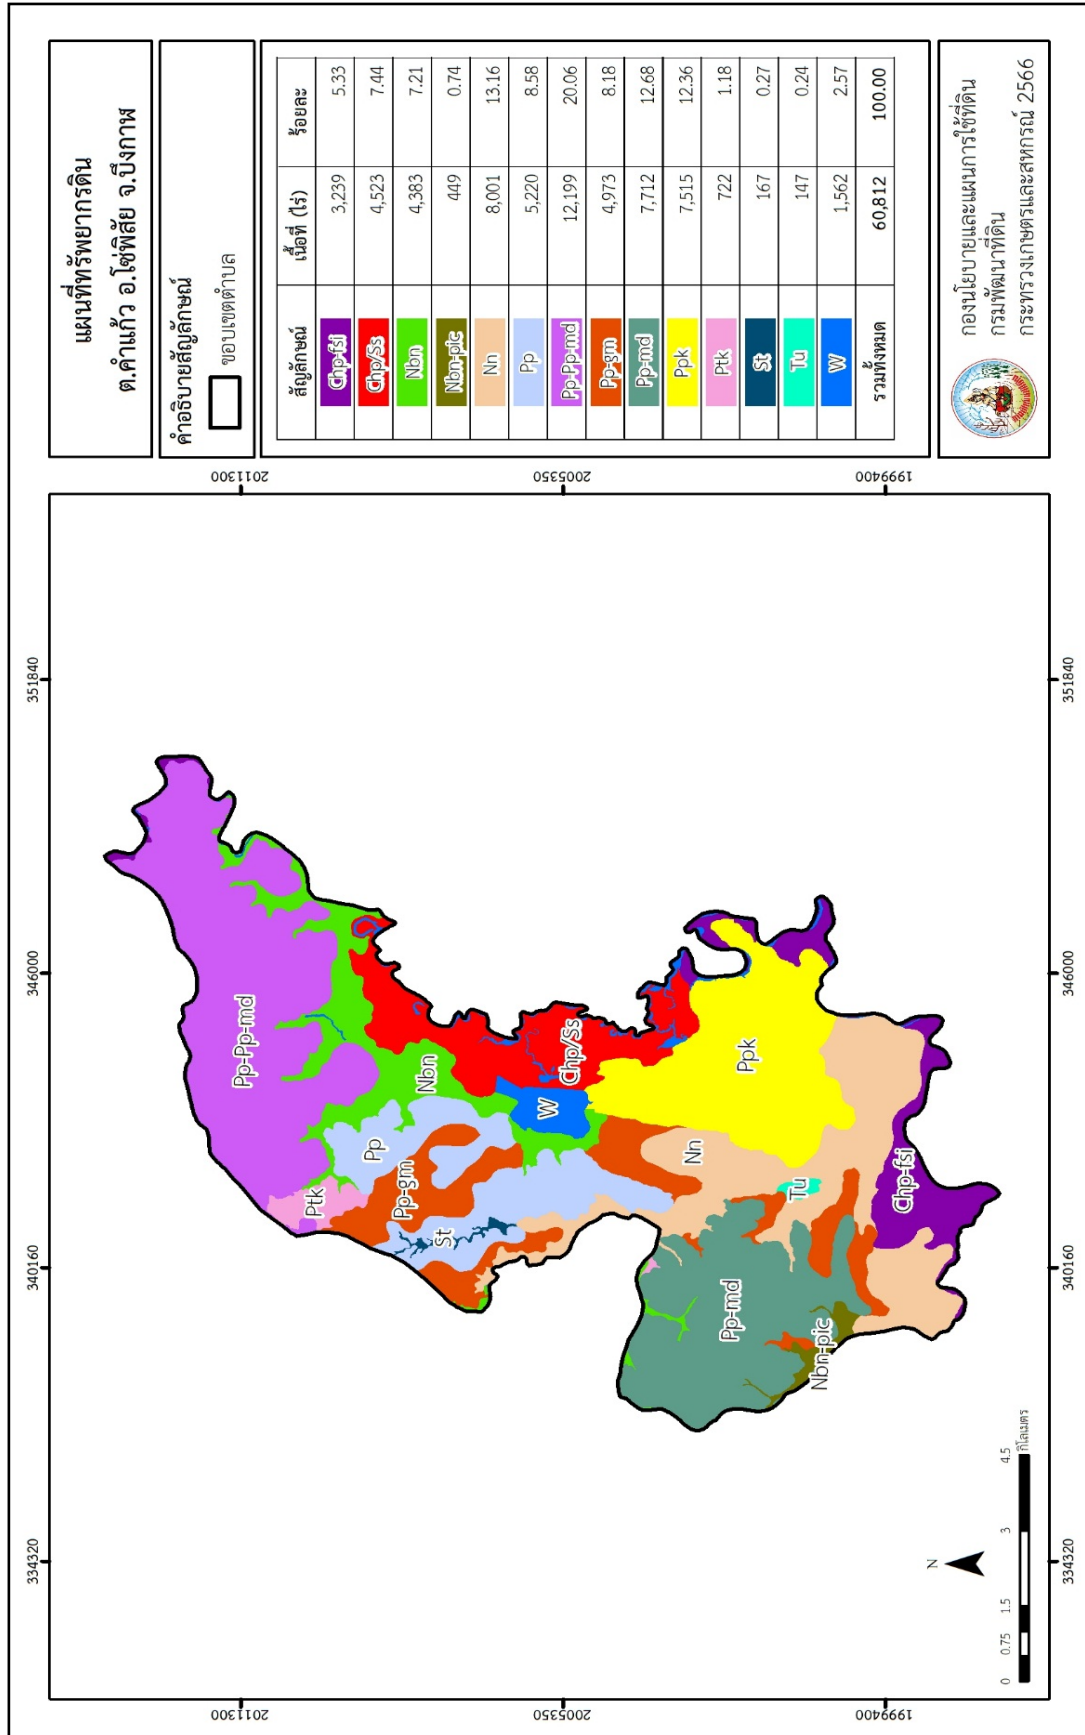 แผนที่ทรัพยากรดิน
ต.คำแก้ว อ.โซ่พิสัย จ.บึงกาฬ
คำอธิบายสัญลักษณ์
ขอบเขตตำบล
สัญลักษณ์ เนื้อที่ (ไร่) ร้อยละ
Chp-fsi 3,239 5.33
Chp/Ss 4,523 7.44
Nbn 4,383 7.21
Nbn-pic 449 0.74
Nn 8,001 13.16
Pp 5,220 8.58
Pp-Pp-md 12,199 20.06
Pp-gm 4,973 8.18
Pp-md 7,712 12.68
Ppk 7,515 12.36
Ptk 722 1.18
St 167 0.27
Tu 147 0.24
W 1,562 2.57
รวมทั้งหมด 60,812 100.00
กองนโยบายและแผนการใช้ที่ดิน
กรมพัฒนาที่ดิน
กระทรวงเกษตรและสหกรณ์ 2566
334320 340160 346000 351840
2011300 2011300
2005350 2005350
1999400 1999400
Pp-Pp-md
Ptk
Pp
Nbn
Pp-gm
St
W
Chp/Ss
Nn
Ppk
Pp-md
Tu
Nbn-pic
Chp-fsi
N
0 0.75 1.5 3 4.5
กิโลเมตร
334320 340160 346000 351840